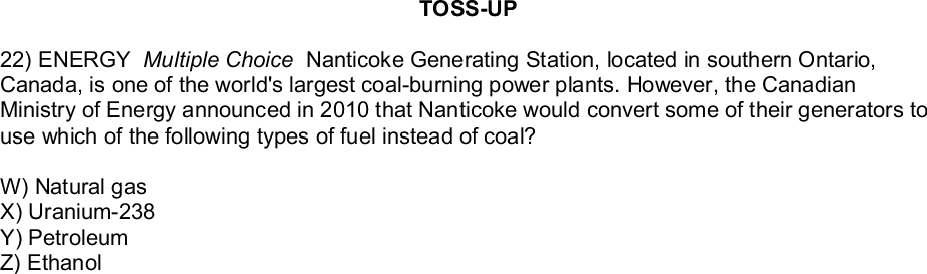 TOSS-UP
22) ENERGY Multiple Choice Nanticoke Generating Station, located in southern Ontario,
Canada, is one of the world's largest coal-burning power plants. However, the Canadian
Ministry of Energy announced in 2010 that Nanticoke would convert some of their generators to
use which of the following types of fuel instead of coal?
W) Natural gas
X) Uranium-238
Y) Petroleum
Z) Ethanol